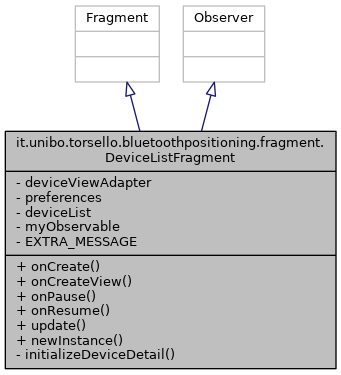 Fragment
Observer
it.unibo.torsello.bluetoothpositioning.fragment.
DeviceListFragment
- deviceViewAdapter
- preferences
- deviceList
- myObservable
- EXTRA_MESSAGE
+ onCreate()
+ onCreateView()
+ onPause()
+ onResume()
+ update()
+ newInstance()
- initializeDeviceDetail()